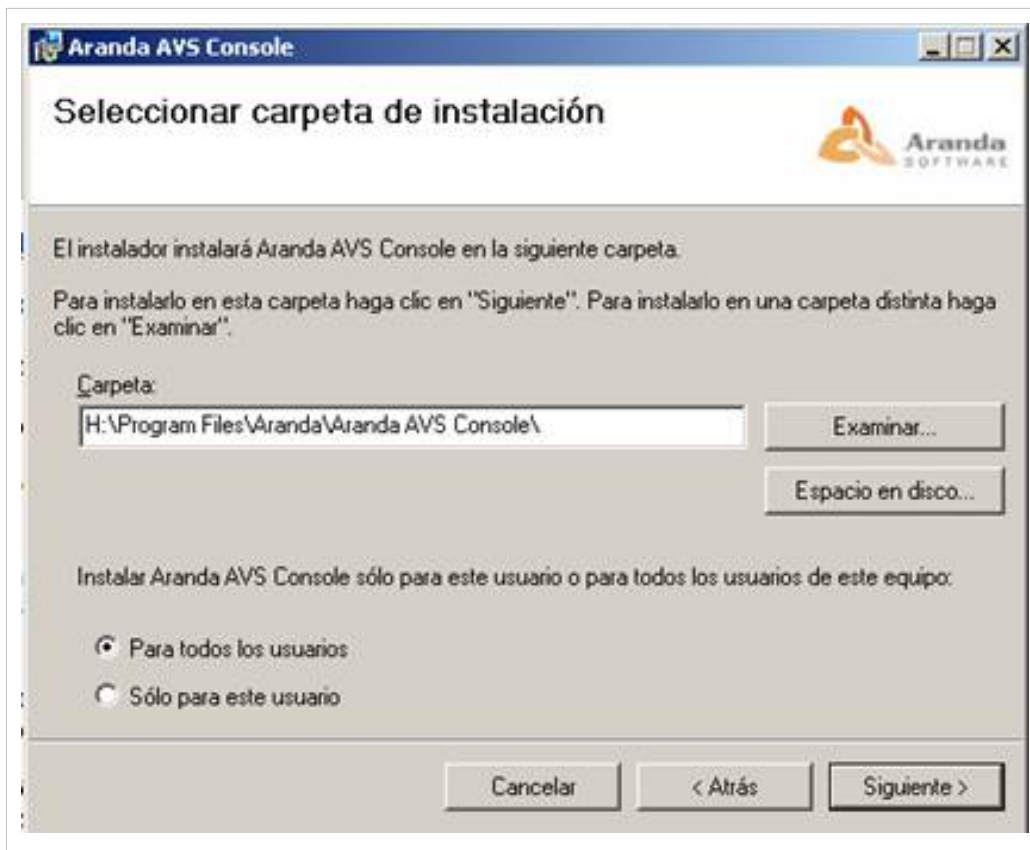 Aranda AVS Console
Seleccionar carpeta de instalación
Aranda
SOFTWARE
El instalador instalará Aranda AVS Console en la siguiente carpeta.
Para instalarlo en esta carpeta haga clic en "Siguiente". Para instalarlo en una carpeta distinta haga
clic en "Examinar".
Carpeta:
H:\Program Files\Aranda\Aranda AVS Console\
Examinar...
Espacio en disco...
Instalar Aranda AVS Console sólo para este usuario o para todos los usuarios de este equipo:
Para todos los usuarios
Sólo para este usuario
Cancelar
< Atrás
Siguiente >